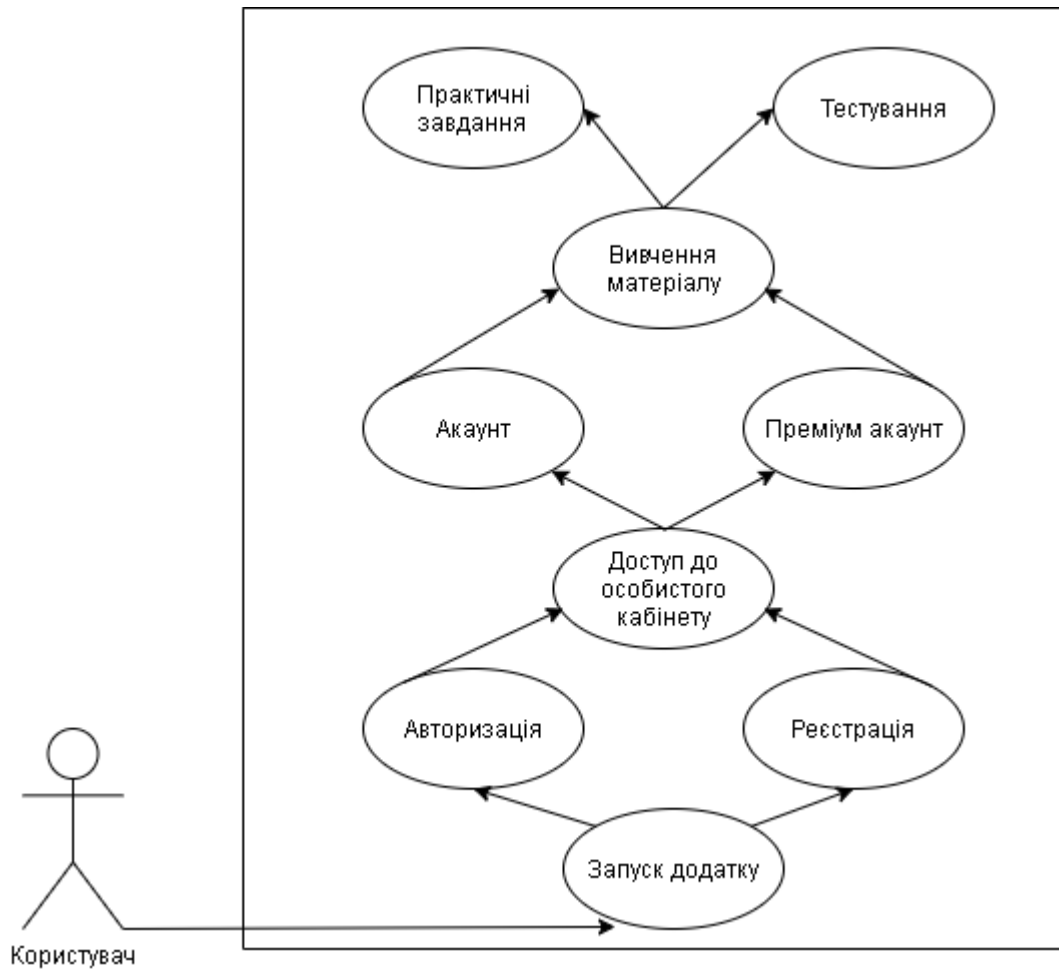 Практичні
завдання
Тестування
Вивчення
матеріалу
Акаунт
Преміум акаунт
Доступ до
особистого
кабінету
Авторизація
Реєстрація
Запуск додатку
Користувач